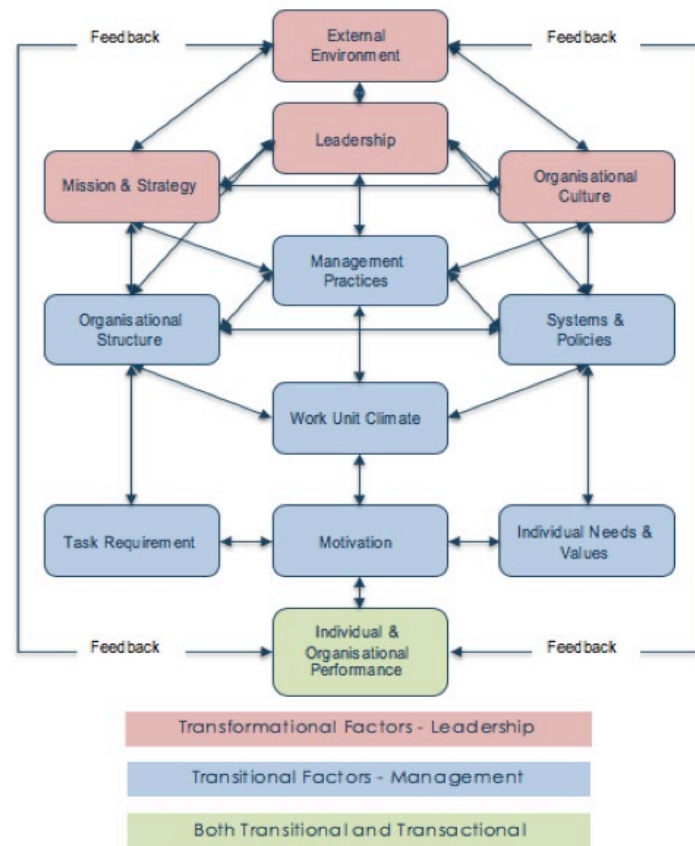 Feedback
External
Environment
Feedback
Leadership
Mission & Strategy
Organisational
Culture
Management
Practices
Organisational
Structure
Systems &
Policies
Work Unit Climate
Task Requirement
Motivation
Individual Needs &
Values
Feedback
Individual &
Organisational
Performance
Feedback
Transformational Factors - Leadership
Transitional Factors - Management
Both Transitional and Transactional